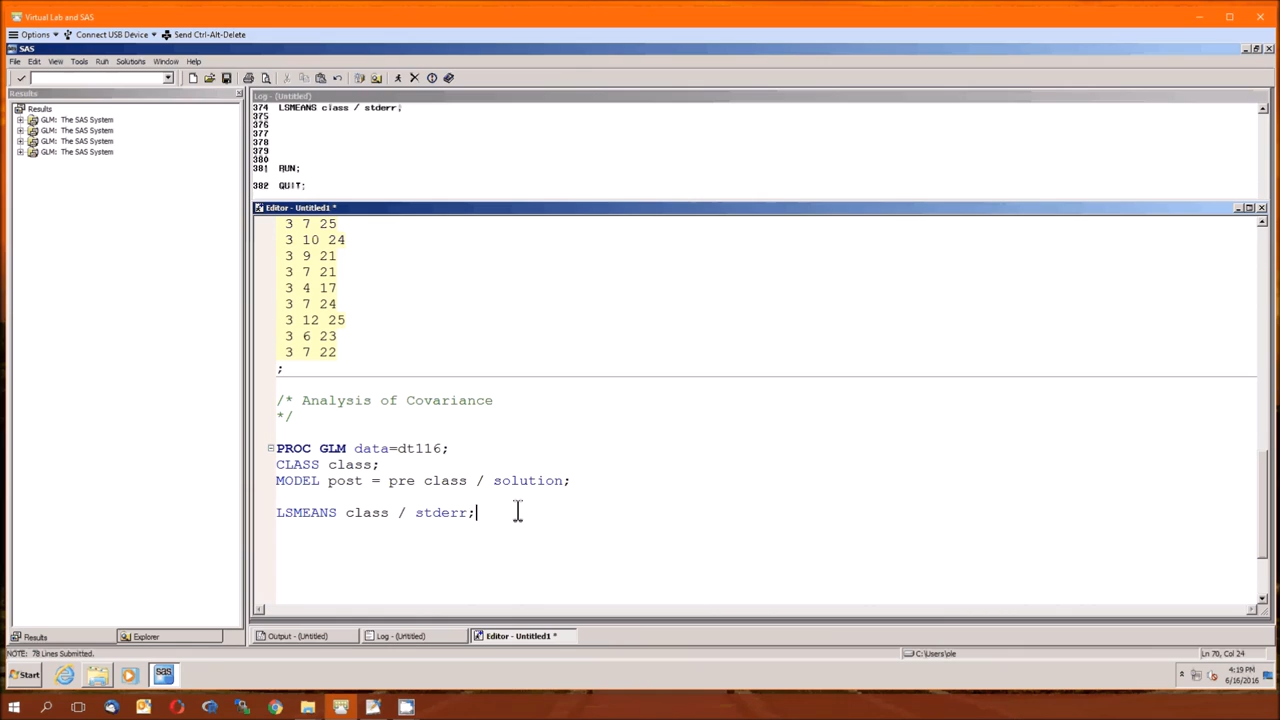 Virtual Lab and SAS
Options Connect USB Device Send Ctrl-Alt-Delete
SAS
File Edit View Tools Run Solutions Window Help
Results
Results
GLM: The SAS System
GLM: The SAS System
GLM: The SAS System
GLM: The SAS System
Log - (Untitled)
374 LSMEANS class / stderr;
375
376
377
378
379
380
381 RUN;
382 QUIT;
Editor - Untitled1 *
3 7 25
3 10 24
3 9 21
3 7 21
3 4 17
3 7 24
3 12 25
3 6 23
3 7 22
;
/* Analysis of Covariance
*/
PROC GLM data=dt116;
CLASS class;
MODEL post = pre class / solution;
LSMEANS class / stderr;
Results Explorer
Output - (Untitled) Log - (Untitled) Editor - Untitled1 *
NOTE: 78 Lines Submitted. C:\Users\ole Ln 70, Col 24
Start sas 4:19 PM
6/16/2016